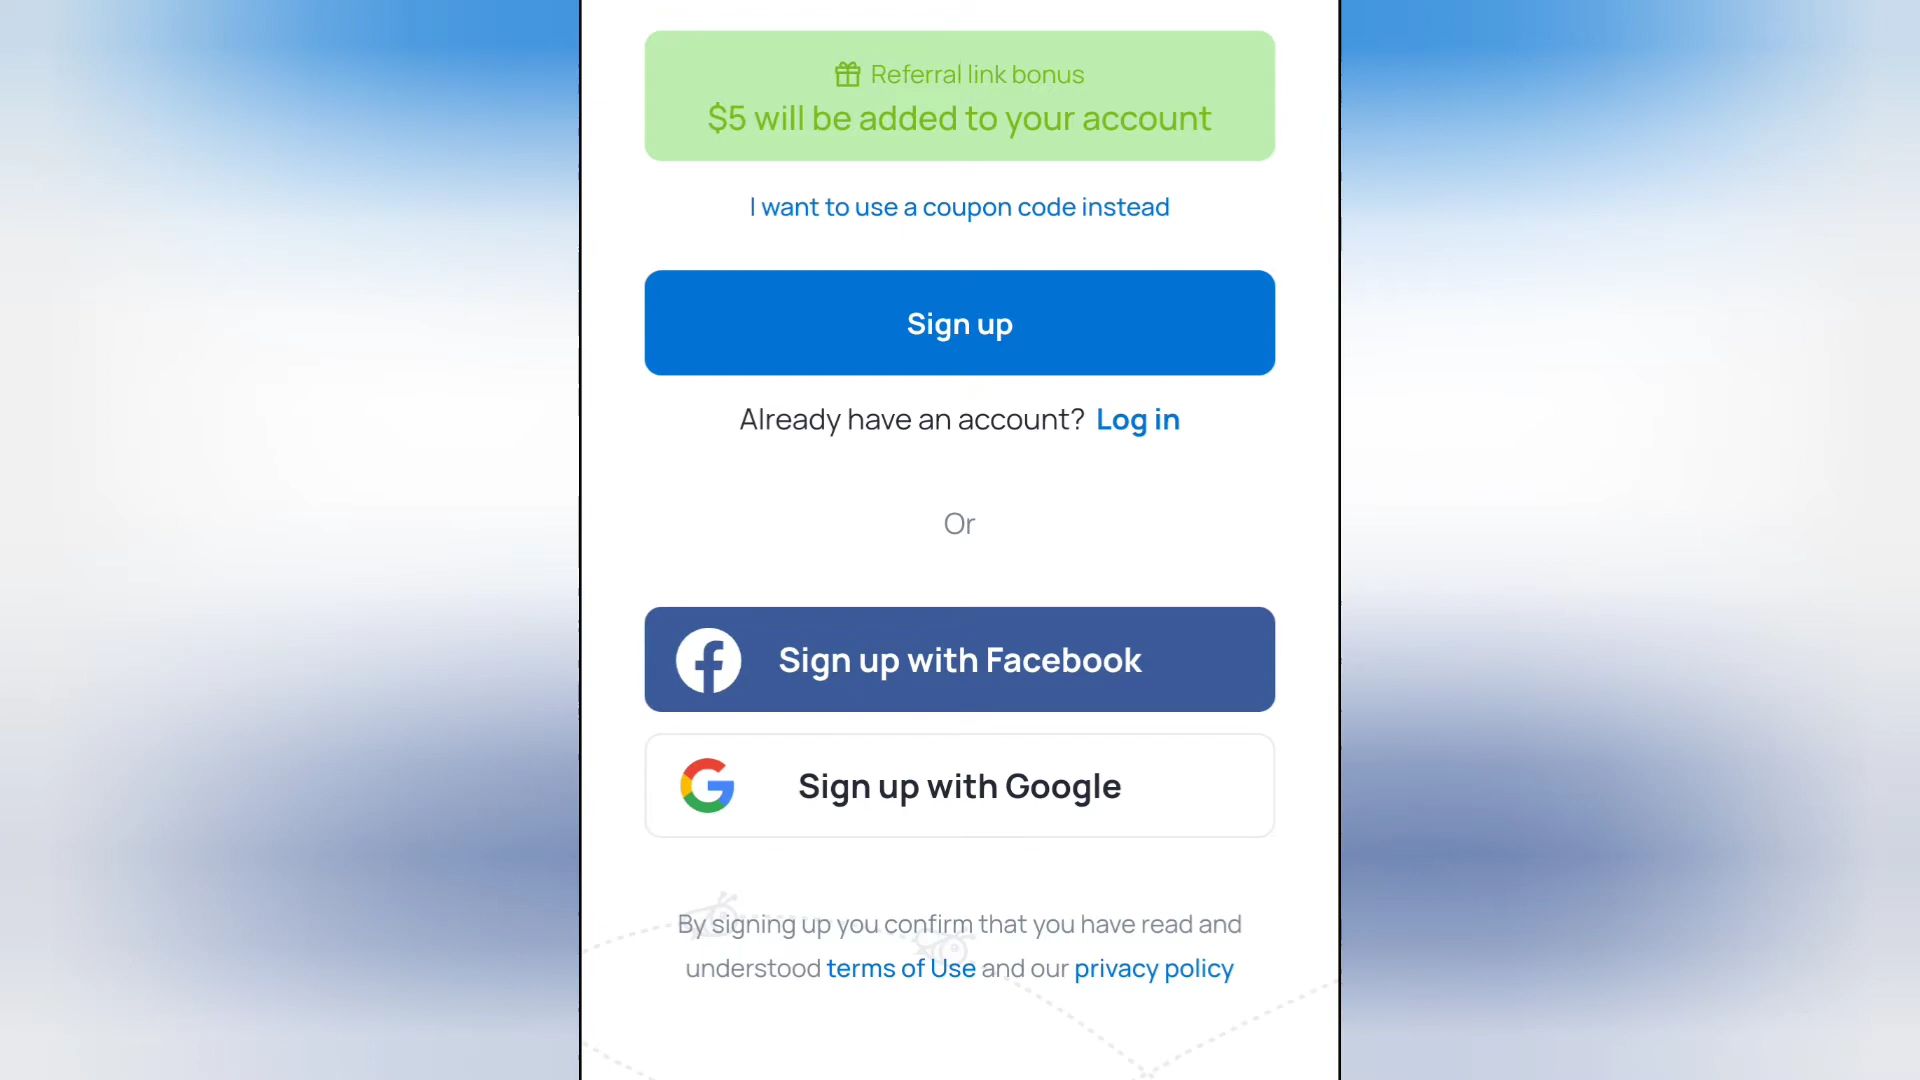 Referral link bonus
$5 will be added to your account
I want to use a coupon code instead
Sign up
Already have an account? Log in
Or
Sign up with Facebook
Sign up with Google
By signing up you confirm that you have read and
understood terms of Use and our privacy policy